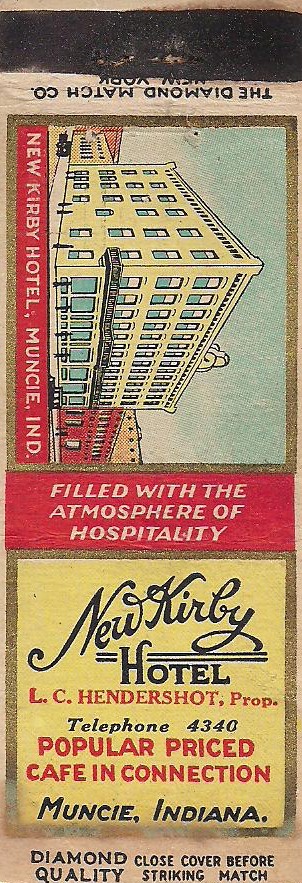 THE DIAMOND MATCH CO
NEW YORK
NEW KIRBY HOTEL, MUNCIE, IND.
FILLED WITH THE
ATMOSPHERE OF
HOSPITALITY
New Kirby
HOTEL
L. C. HENDERSHOT, Prop.
Telephone 4340
POPULAR PRICED
CAFE IN CONNECTION
MUNCIE, INDIANA.
DIAMOND QUALITY
CLOSE COVER BEFORE STRIKING MATCH